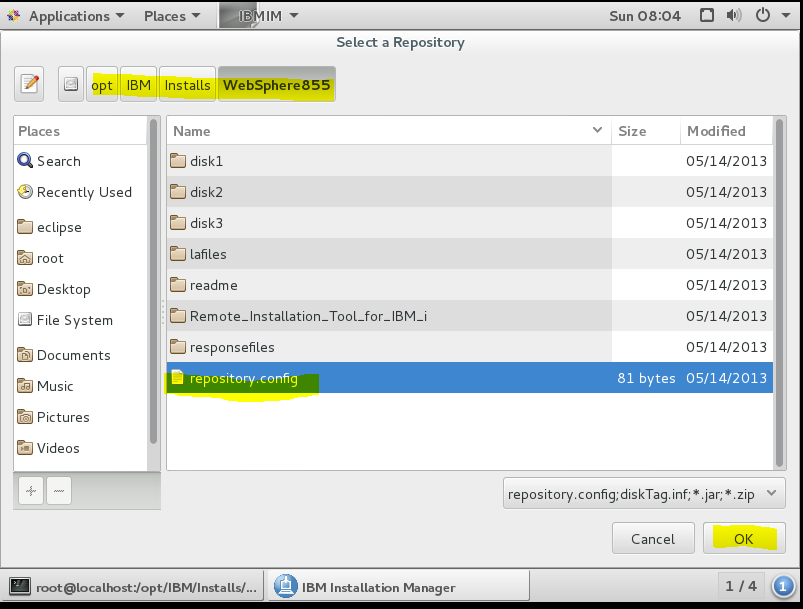 Applications Places IBMIM Sun 08:04
Select a Repository
opt IBM Installs WebSphere855
Places
Search
Recently Used
eclipse
root
Desktop
File System
Documents
Music
Pictures
Videos
Name Size Modified
disk1 05/14/2013
disk2 05/14/2013
disk3 05/14/2013
lafiles 05/14/2013
readme 05/14/2013
Remote_Installation_Tool_for_IBM_i 05/14/2013
responsefiles 05/14/2013
repository.config 81 bytes 05/14/2013
repository.config;diskTag.inf;*.jar;*.zip
Cancel OK
root@localhost:/opt/IBM/Installs/... IBM Installation Manager 1 / 4 1